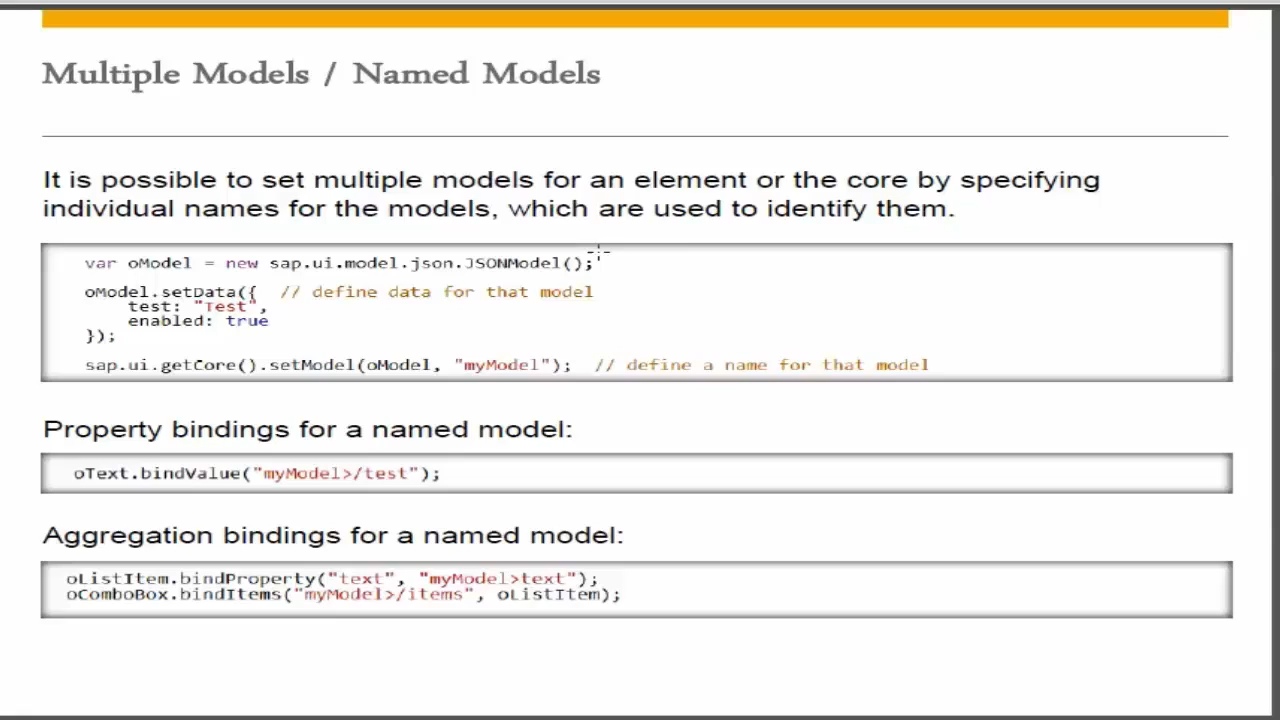 Multiple Models / Named Models
It is possible to set multiple models for an element or the core by specifying
individual names for the models, which are used to identify them.
var oModel = new sap.ui.model.json.JSONModel();
oModel.setData({  // define data for that model
test: "Test",
enabled: true
});
sap.ui.getCore().setModel(oModel, "myModel");  // define a name for that model
Property bindings for a named model:
oText.bindValue("myModel>/test");
Aggregation bindings for a named model:
oListItem.bindProperty("text", "myModel>text");
oComboBox.bindItems("myModel>/items", oListItem);